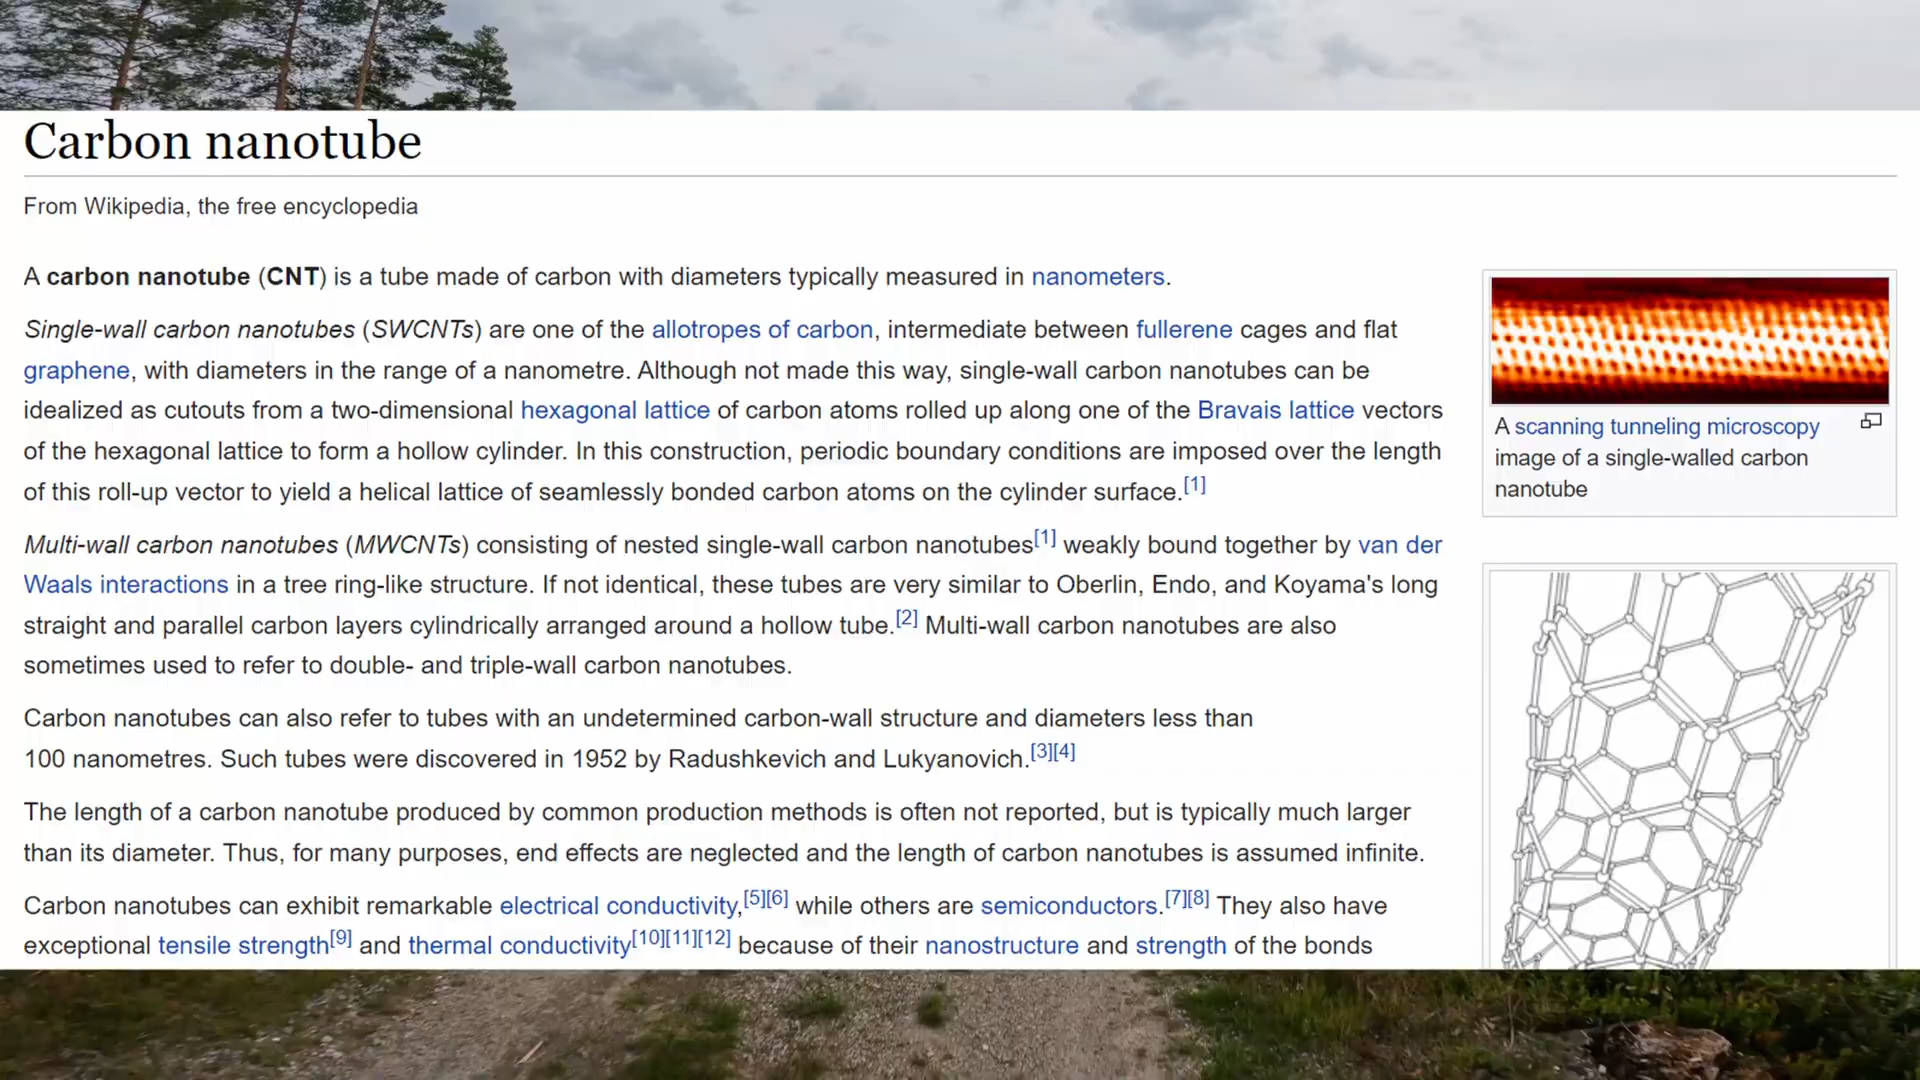 Carbon nanotube
From Wikipedia, the free encyclopedia
A carbon nanotube (CNT) is a tube made of carbon with diameters typically measured in nanometers.
Single-wall carbon nanotubes (SWCNTs) are one of the allotropes of carbon, intermediate between fullerene cages and flat
graphene, with diameters in the range of a nanometre. Although not made this way, single-wall carbon nanotubes can be
idealized as cutouts from a two-dimensional hexagonal lattice of carbon atoms rolled up along one of the Bravais lattice vectors
of the hexagonal lattice to form a hollow cylinder. In this construction, periodic boundary conditions are imposed over the length
of this roll-up vector to yield a helical lattice of seamlessly bonded carbon atoms on the cylinder surface.[1]
Multi-wall carbon nanotubes (MWCNTs) consisting of nested single-wall carbon nanotubes[1] weakly bound together by van der
Waals interactions in a tree ring-like structure. If not identical, these tubes are very similar to Oberlin, Endo, and Koyama's long
straight and parallel carbon layers cylindrically arranged around a hollow tube.[2] Multi-wall carbon nanotubes are also
sometimes used to refer to double- and triple-wall carbon nanotubes.
Carbon nanotubes can also refer to tubes with an undetermined carbon-wall structure and diameters less than
100 nanometres. Such tubes were discovered in 1952 by Radushkevich and Lukyanovich.[3][4]
The length of a carbon nanotube produced by common production methods is often not reported, but is typically much larger
than its diameter. Thus, for many purposes, end effects are neglected and the length of carbon nanotubes is assumed infinite.
Carbon nanotubes can exhibit remarkable electrical conductivity,[5][6] while others are semiconductors.[7][8] They also have
exceptional tensile strength[9] and thermal conductivity[10][11][12] because of their nanostructure and strength of the bonds
A scanning tunneling microscopy
image of a single-walled carbon
nanotube